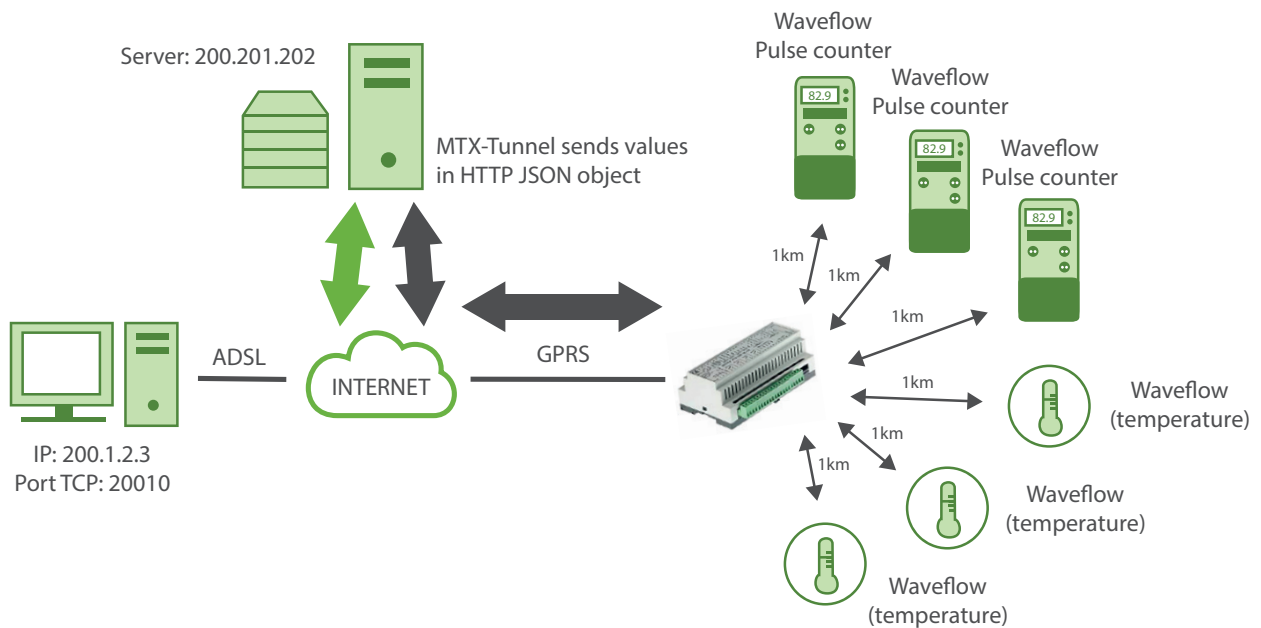 Server: 200.201.202
MTX-Tunnel sends values
in HTTP JSON object
Waveflow
Pulse counter
82.9
Waveflow
Pulse counter
82.9
Waveflow
Pulse counter
82.9
1km
1km
1km
1km
1km
1km
ADSL
INTERNET
GPRS
IP: 200.1.2.3
Port TCP: 20010
Waveflow
(temperature)
Waveflow
(temperature)
Waveflow
(temperature)